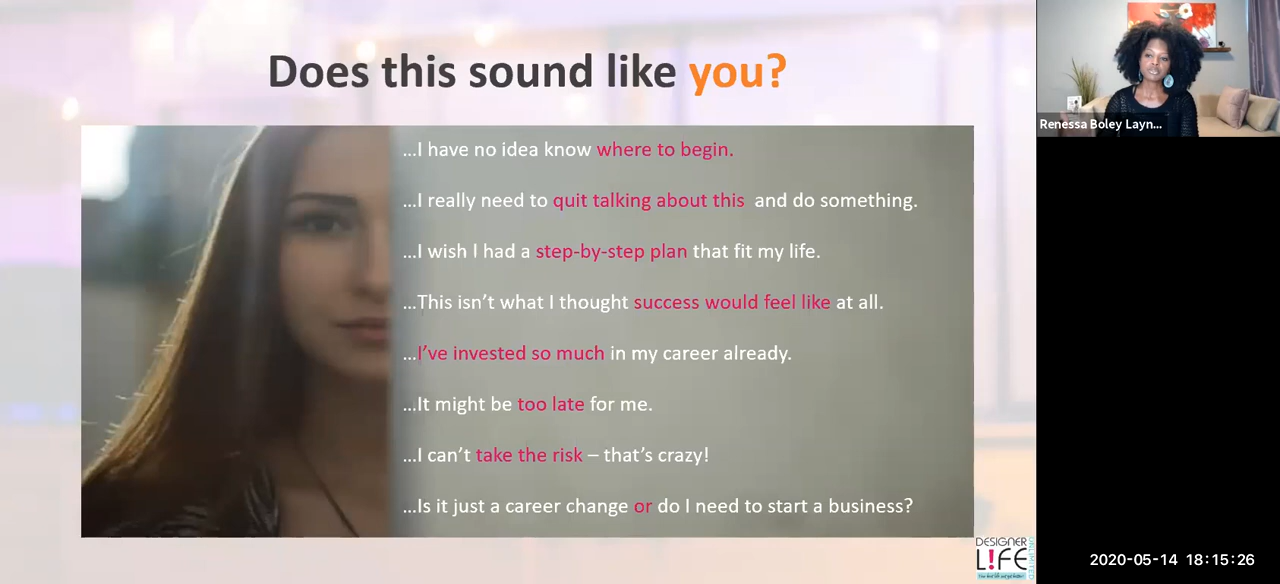 Does this sound like you?
...I have no idea know where to begin.
...I really need to quit talking about this and do something.
...I wish I had a step-by-step plan that fit my life.
...This isn’t what I thought success would feel like at all.
...I’ve invested so much in my career already.
...It might be too late for me.
...I can’t take the risk – that’s crazy!
...Is it just a career change or do I need to start a business?
Renessa Boley Layn...
DESIGNER
L!FE
UNLIMITED
2020-05-14 18:15:26